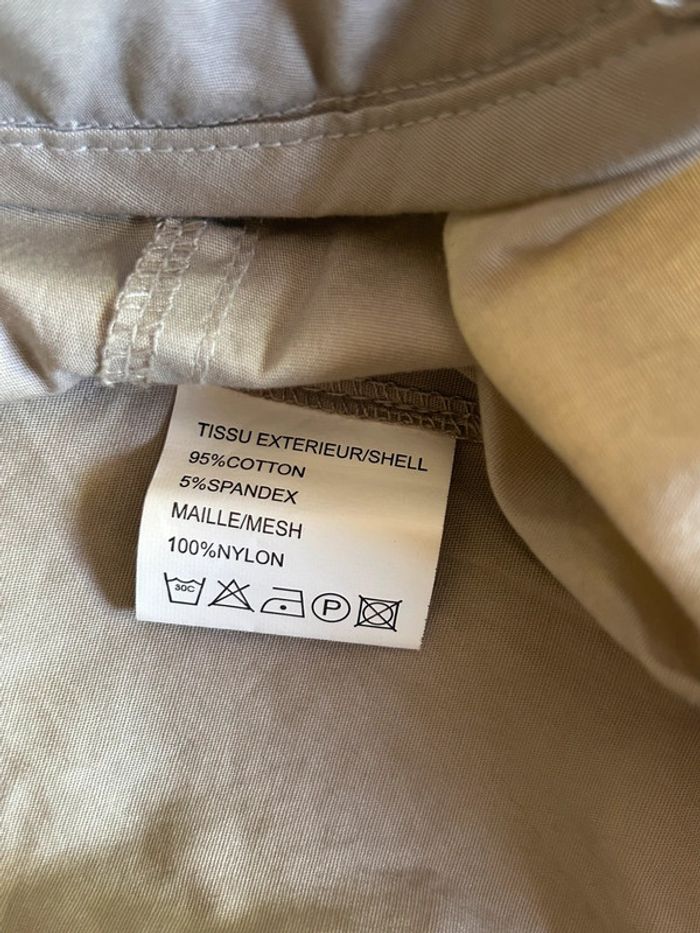 TISSU EXTERIEUR/SHELL
95%COTTON
5%SPANDEX
MAILLE/MESH
100%NYLON
30C P